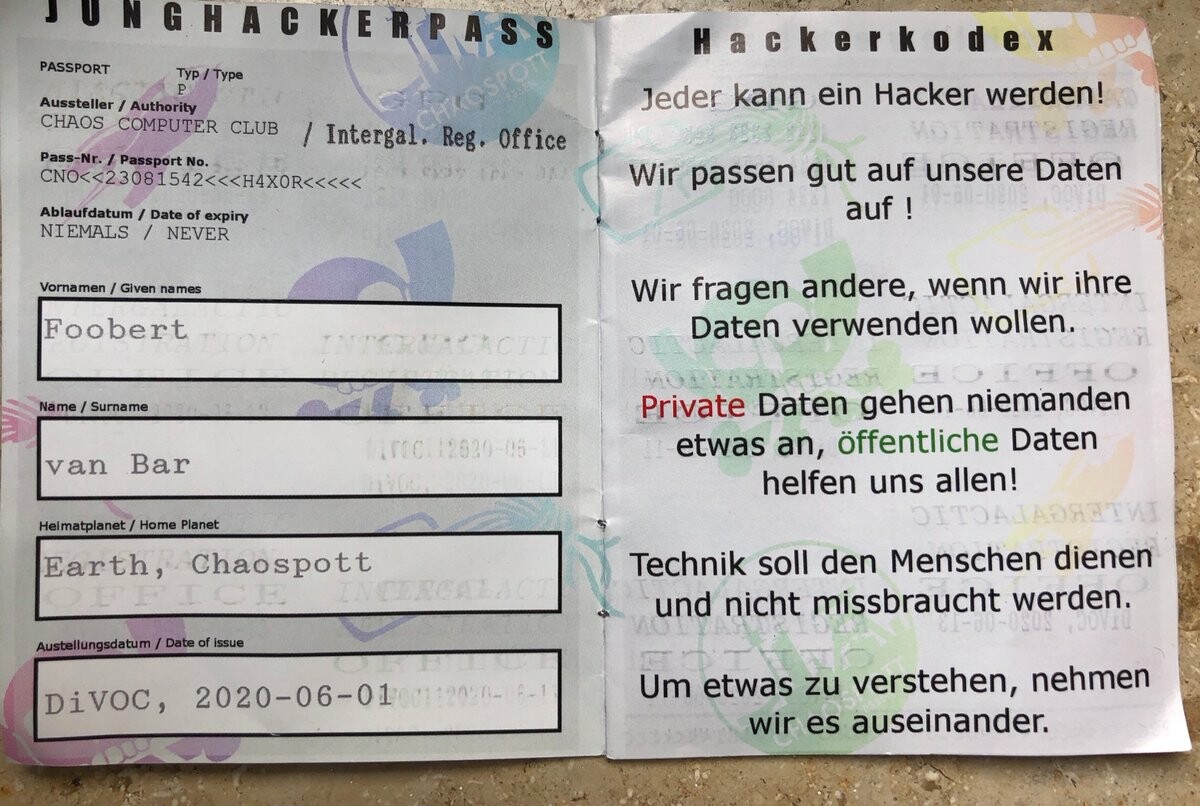 JUNGHACKERPASS
PASSPORT
Typ / Type
P
Aussteller / Authority
CHAOS COMPUTER CLUB / Intergal. Reg. Office
Pass-Nr. / Passport No.
CNO<<23081542<<<H4X0R<<<<<
Ablaufdatum / Date of expiry
NIEMALS / NEVER
Vornamen / Given names
Foobert
Name / Surname
van Bar
Heimatplanet / Home Planet
Earth, Chaospott
Austellungsdatum / Date of issue
DiVOC, 2020-06-01
CHAOSPOTT
Hackerkodex
Jeder kann ein Hacker werden!
Wir passen gut auf unsere Daten
auf !
Wir fragen andere, wenn wir ihre
Daten verwenden wollen.
Private Daten gehen niemanden
etwas an, öffentliche Daten
helfen uns allen!
Technik soll den Menschen dienen
und nicht missbraucht werden.
Um etwas zu verstehen, nehmen
wir es auseinander.
CHAOSPOTT